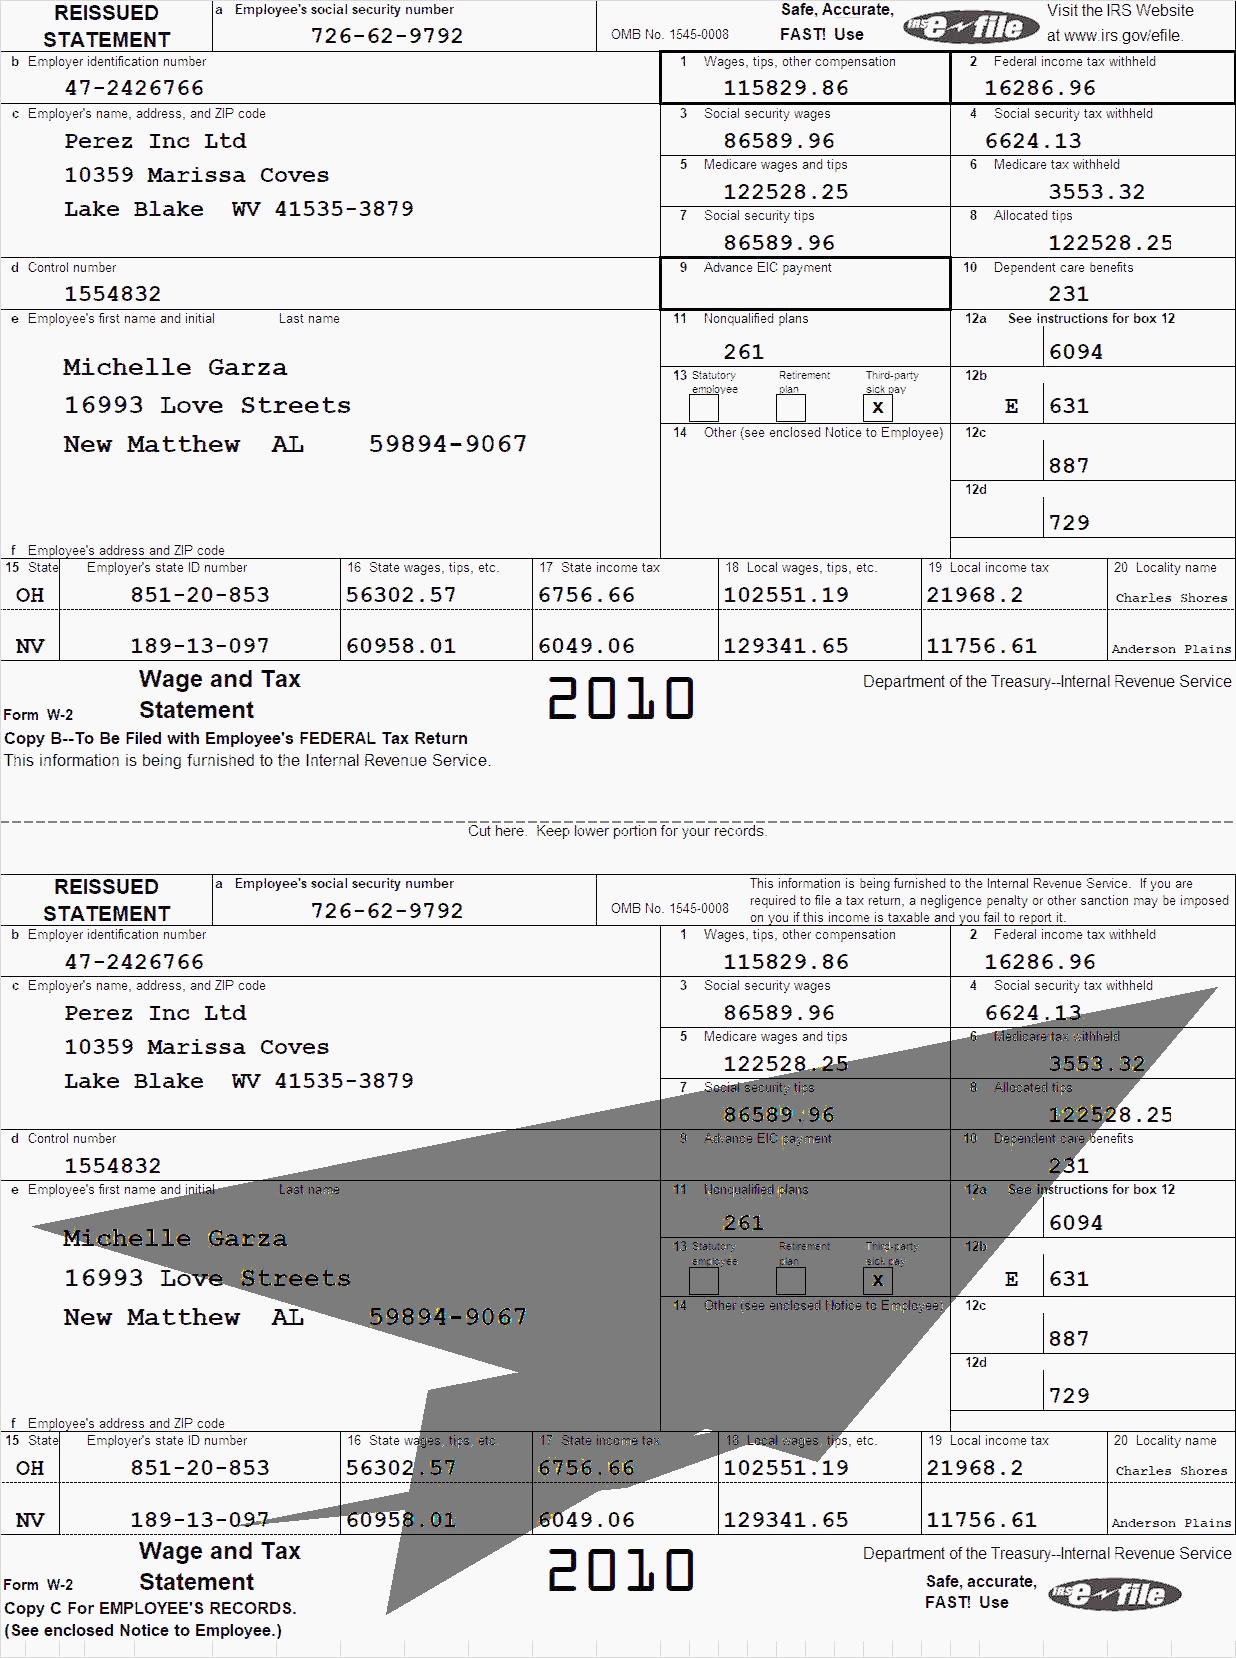 REISSUED STATEMENT
a Employee's social security number
726-62-9792
OMB No. 1545-0008
Safe, Accurate, FAST! Use
IRS e-file
Visit the IRS Website at www.irs.gov/efile.
b Employer identification number
47-2426766
1 Wages, tips, other compensation
115829.86
2 Federal income tax withheld
16286.96
c Employer's name, address, and ZIP code
Perez Inc Ltd
10359 Marissa Coves
Lake Blake WV 41535-3879
3 Social security wages
86589.96
4 Social security tax withheld
6624.13
5 Medicare wages and tips
122528.25
6 Medicare tax withheld
3553.32
7 Social security tips
86589.96
8 Allocated tips
122528.25
d Control number
1554832
9 Advance EIC payment
10 Dependent care benefits
231
e Employee's first name and initial Last name
Michelle Garza
16993 Love Streets
New Matthew AL 59894-9067
11 Nonqualified plans
261
12a See instructions for box 12
6094
13 Statutory employee Retirement plan Third-party sick pay
X
12b
E 631
14 Other (see enclosed Notice to Employee)
12c
887
12d
729
f Employee's address and ZIP code
15 State Employer's state ID number 16 State wages, tips, etc. 17 State income tax 18 Local wages, tips, etc. 19 Local income tax 20 Locality name
OH 851-20-853 56302.57 6756.66 102551.19 21968.2 Charles Shores
NV 189-13-097 60958.01 6049.06 129341.65 11756.61 Anderson Plains
Form W-2 Wage and Tax Statement
2010
Department of the Treasury--Internal Revenue Service
Copy B--To Be Filed with Employee's FEDERAL Tax Return
This information is being furnished to the Internal Revenue Service.
Cut here. Keep lower portion for your records.
REISSUED STATEMENT
a Employee's social security number
726-62-9792
OMB No. 1545-0008
This information is being furnished to the Internal Revenue Service. If you are
required to file a tax return, a negligence penalty or other sanction may be imposed
on you if this income is taxable and you fail to report it.
b Employer identification number
47-2426766
1 Wages, tips, other compensation
115829.86
2 Federal income tax withheld
16286.96
c Employer's name, address, and ZIP code
Perez Inc Ltd
10359 Marissa Coves
Lake Blake WV 41535-3879
3 Social security wages
86589.96
4 Social security tax withheld
6624.13
5 Medicare wages and tips
122528.25
6 Medicare tax withheld
3553.32
7 Social security tips
86589.96
8 Allocated tips
122528.25
d Control number
1554832
9 Advance EIC payment
10 Dependent care benefits
231
e Employee's first name and initial Last name
Michelle Garza
16993 Love Streets
New Matthew AL 59894-9067
11 Nonqualified plans
261
12a See instructions for box 12
6094
13 Statutory employee Retirement plan Third-party sick pay
X
12b
E 631
14 Other (see enclosed Notice to Employee)
12c
887
12d
729
f Employee's address and ZIP code
15 State Employer's state ID number 16 State wages, tips, etc. 17 State income tax 18 Local wages, tips, etc. 19 Local income tax 20 Locality name
OH 851-20-853 56302.57 6756.66 102551.19 21968.2 Charles Shores
NV 189-13-097 60958.01 6049.06 129341.65 11756.61 Anderson Plains
Form W-2 Wage and Tax Statement
2010
Department of the Treasury--Internal Revenue Service
Safe, accurate, FAST! Use
IRS e-file
Copy C For EMPLOYEE'S RECORDS.
(See enclosed Notice to Employee.)